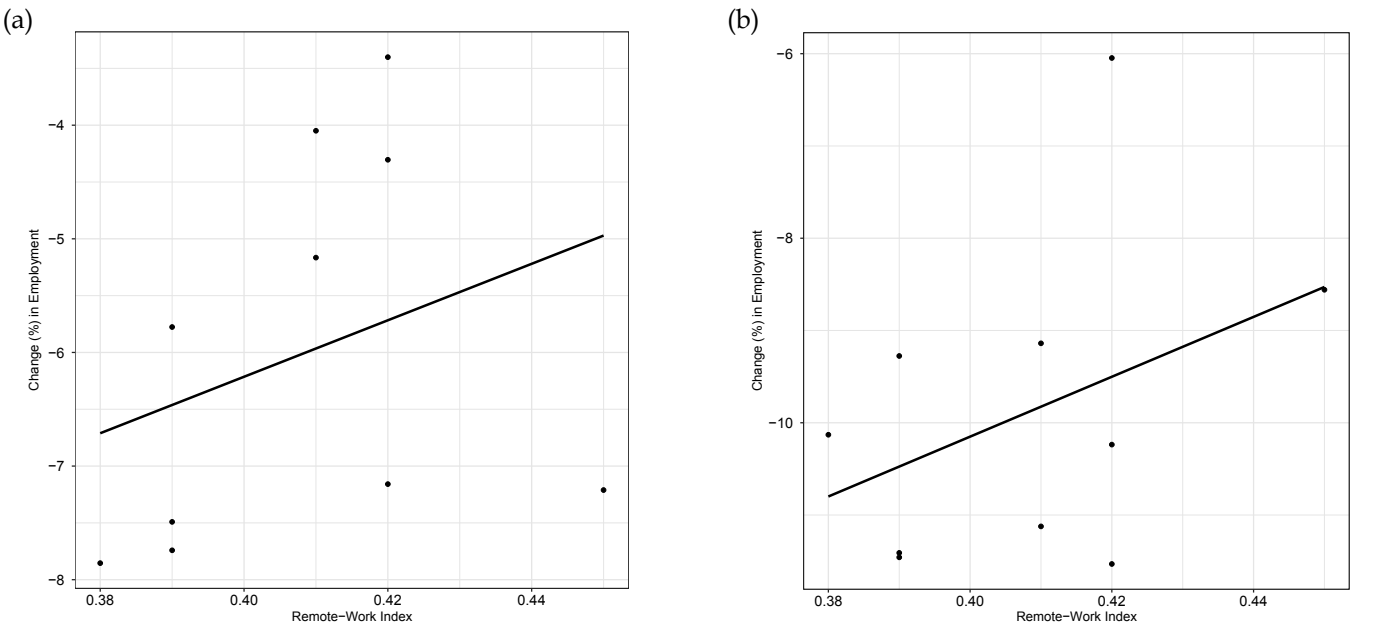 (a)
Change (%) in Employment
−4
−5
−6
−7
−8
0.38 0.40 0.42 0.44
Remote−Work Index
(b)
Change (%) in Employment
−6
−8
−10
0.38 0.40 0.42 0.44
Remote−Work Index